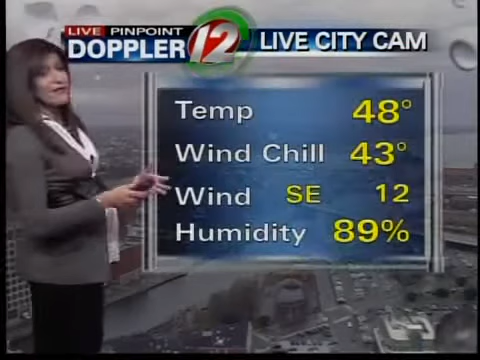 LIVE PINPOINT
DOPPLER 12 LIVE CITY CAM
Temp 48°
Wind Chill 43°
Wind SE 12
Humidity 89%